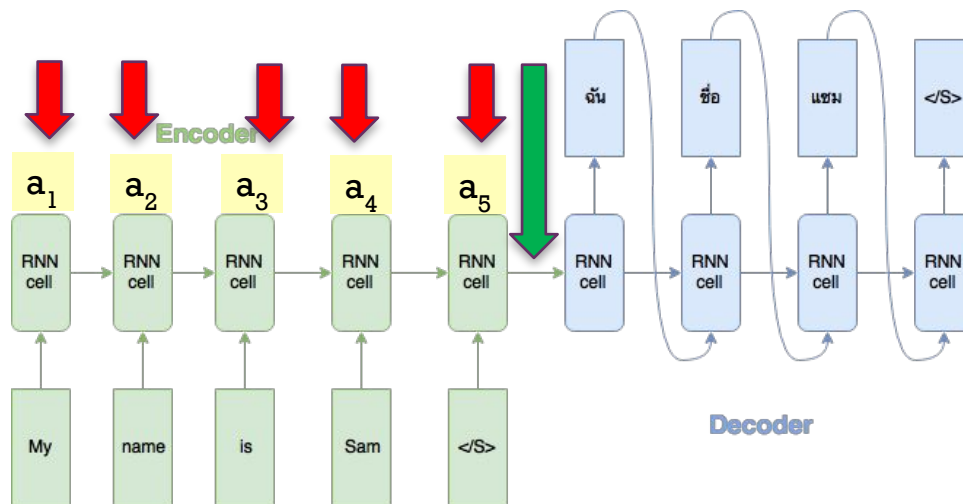 ฉัน
ชื่อ
แซม
</S>
Encoder
a1
a2
a3
a4
a5
RNN
cell
RNN
cell
RNN
cell
RNN
cell
RNN
cell
RNN
cell
RNN
cell
RNN
cell
RNN
cell
My
name
is
Sam
</S>
Decoder